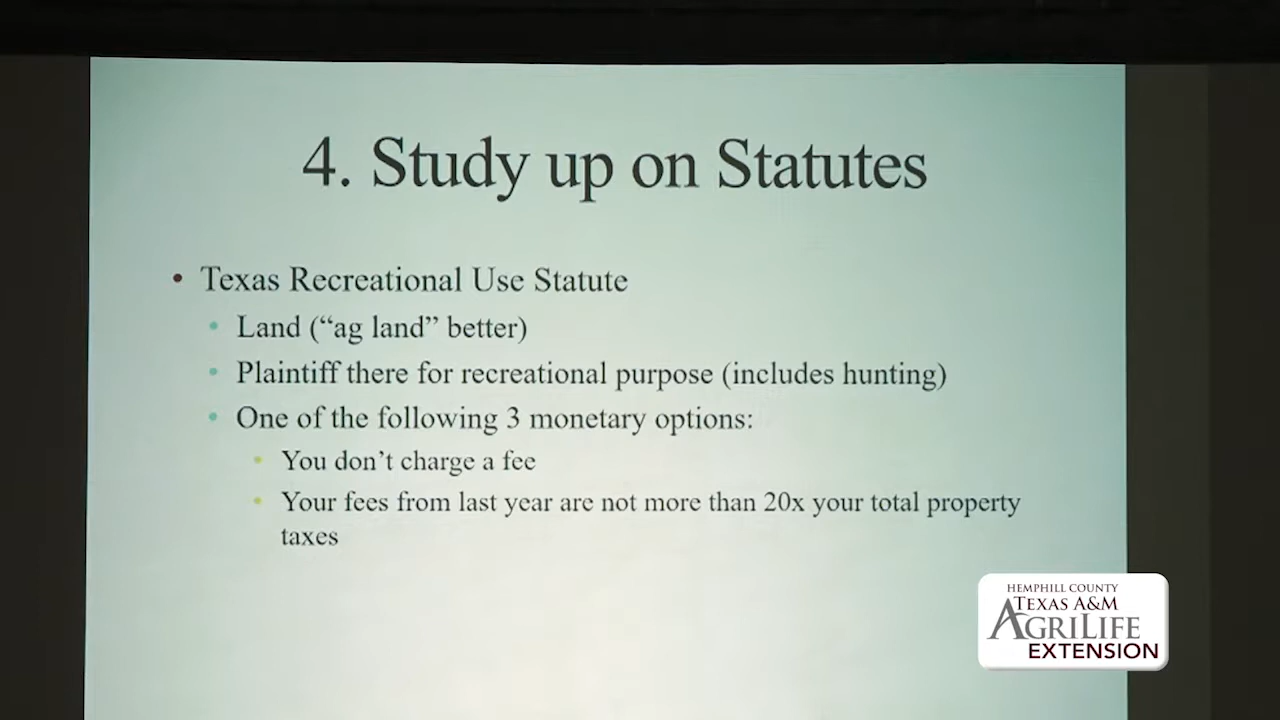 4. Study up on Statutes
• Texas Recreational Use Statute
• Land (“ag land” better)
• Plaintiff there for recreational purpose (includes hunting)
• One of the following 3 monetary options:
• You don’t charge a fee
• Your fees from last year are not more than 20x your total property
taxes
HEMPHILL COUNTY
TEXAS A&M
AGRILIFE
EXTENSION